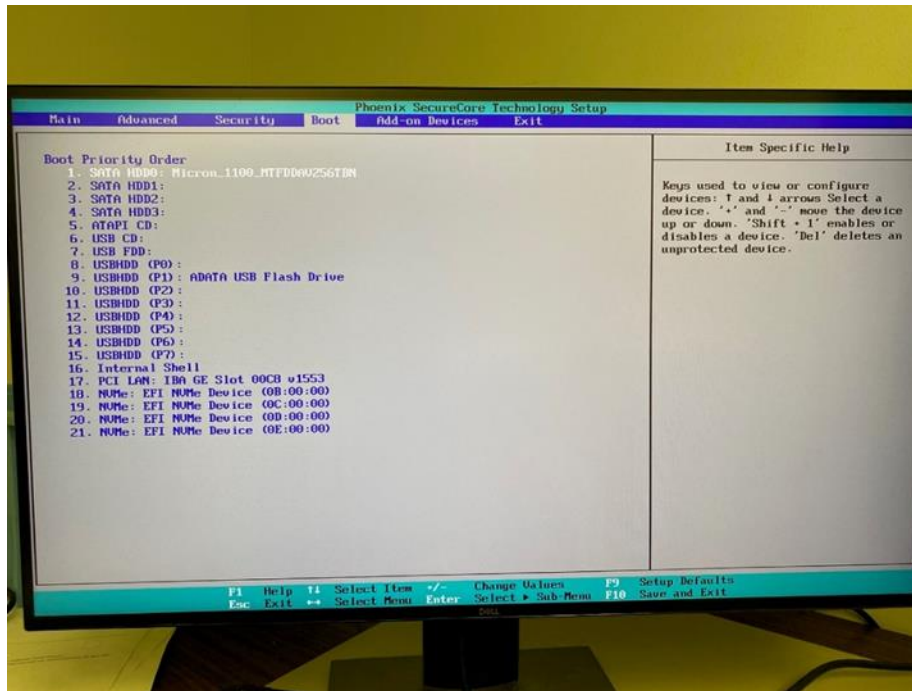 Phoenix SecureCore Technology Setup
Main Advanced Security Boot Add-on Devices Exit
Boot Priority Order
1. SATA HDD0: Micron_1100_MTFDDAV256TBN
2. SATA HDD1:
3. SATA HDD2:
4. SATA HDD3:
5. ATAPI CD:
6. USB CD:
7. USB FDD:
8. USBHDD (P0):
9. USBHDD (P1): ADATA USB Flash Drive
10. USBHDD (P2):
11. USBHDD (P3):
12. USBHDD (P4):
13. USBHDD (P5):
14. USBHDD (P6):
15. USBHDD (P7):
16. Internal Shell
17. PCI LAN: IBA GE Slot 00C8 v1553
18. NVMe: EFI NVMe Device (0B:00:00)
19. NVMe: EFI NVMe Device (0C:00:00)
20. NVMe: EFI NVMe Device (0D:00:00)
21. NVMe: EFI NVMe Device (0E:00:00)
Item Specific Help
Keys used to view or configure
devices: ↑ and ↓ arrows Select a
device. '+' and '-' move the device
up or down. 'Shift + 1' enables or
disables a device. 'Del' deletes an
unprotected device.
F1 Help ↑↓ Select Item +/- Change Values F9 Setup Defaults
Esc Exit ↔ Select Menu Enter Select ▶ Sub-Menu F10 Save and Exit
DELL